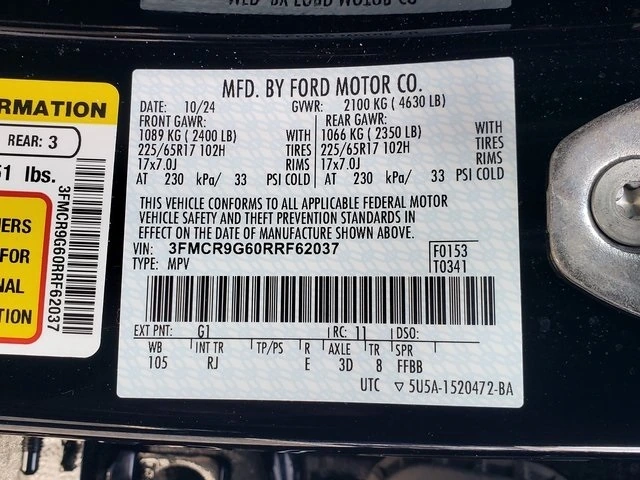 MFD. BY FORD MOTOR CO.
DATE: 10/24 GVWR: 2100 KG ( 4630 LB)
FRONT GAWR: REAR GAWR:
1089 KG ( 2400 LB) WITH 1066 KG ( 2350 LB) WITH
225/65R17 102H TIRES 225/65R17 102H TIRES
17x7.0J RIMS 17x7.0J RIMS
AT 230 kPa/ 33 PSI COLD AT 230 kPa/ 33 PSI COLD
THIS VEHICLE CONFORMS TO ALL APPLICABLE FEDERAL MOTOR
VEHICLE SAFETY AND THEFT PREVENTION STANDARDS IN
EFFECT ON THE DATE OF MANUFACTURE SHOWN ABOVE.
VIN: 3FMCR9G60RRF62037 F0153
TYPE: MPV T0341
EXT PNT: G1 RC: 11 DSO:
WB INT TR TP/PS R AXLE TR SPR
105 RJ E 3D 8 FFBB
UTC ▽5U5A-1520472-BA
RMATION
REAR: 3
51 lbs.
3FMCR9G60RRF62037
UERS
FOR
ONAL
TION